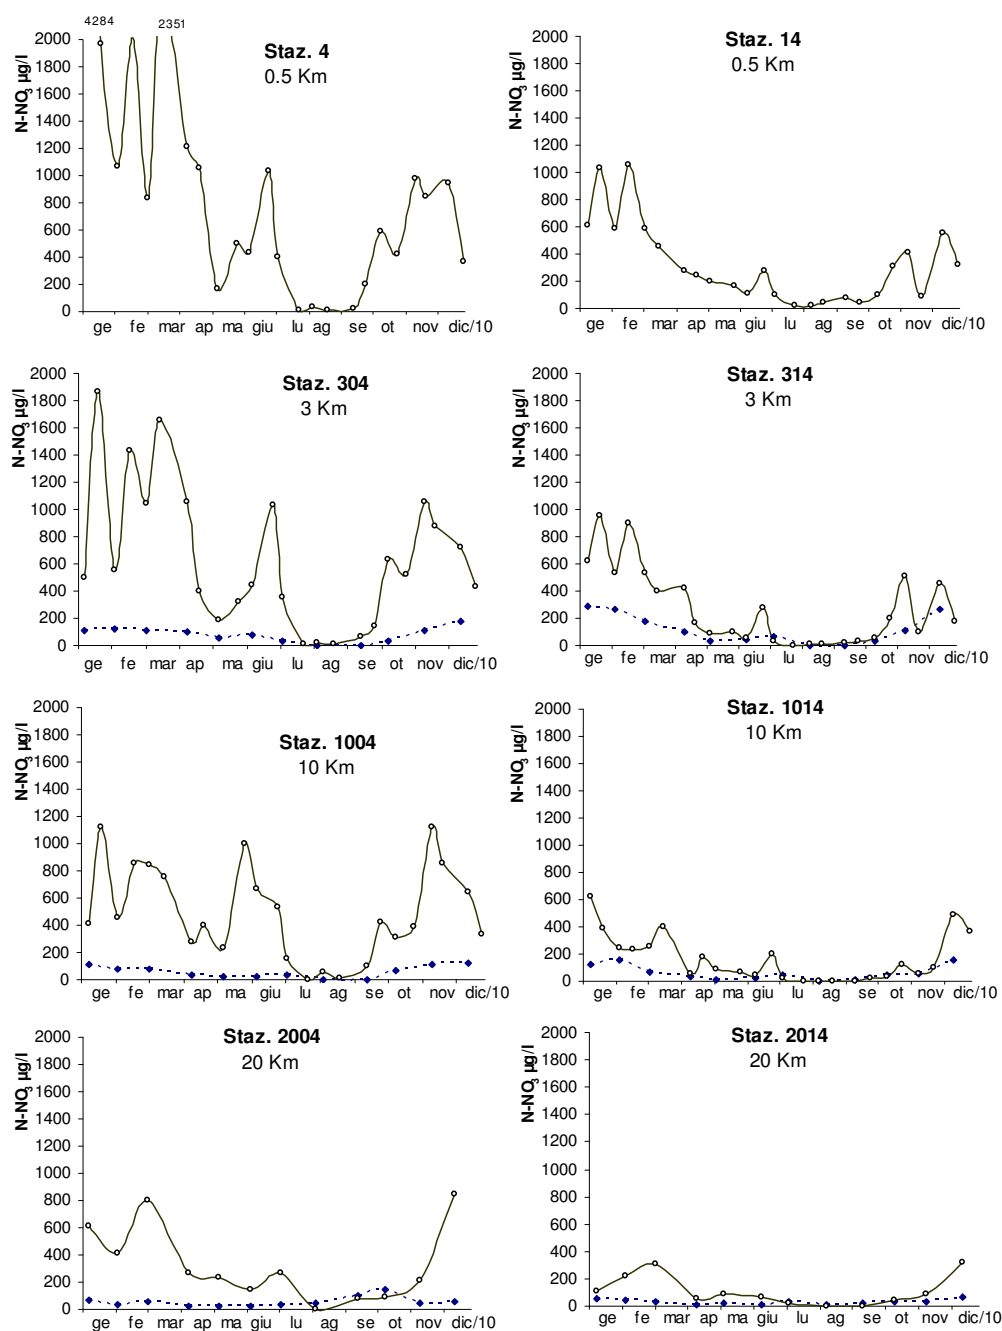 4284 2351
Staz. 4
0.5 Km
N-NO3 µg/l
2000
1800
1600
1400
1200
1000
800
600
400
200
0
ge fe mar ap ma giu lu ag se ot nov dic/10
Staz. 14
0.5 Km
N-NO3 µg/l
2000
1800
1600
1400
1200
1000
800
600
400
200
0
ge fe mar ap ma giu lu ag se ot nov dic/10
Staz. 304
3 Km
N-NO3 µg/l
2000
1800
1600
1400
1200
1000
800
600
400
200
0
ge fe mar ap ma giu lu ag se ot nov dic/10
Staz. 314
3 Km
N-NO3 µg/l
2000
1800
1600
1400
1200
1000
800
600
400
200
0
ge fe mar ap ma giu lu ag se ot nov dic/10
Staz. 1004
10 Km
N-NO3 µg/l
2000
1800
1600
1400
1200
1000
800
600
400
200
0
ge fe mar ap ma giu lu ag se ot nov dic/10
Staz. 1014
10 Km
N-NO3 µg/l
2000
1800
1600
1400
1200
1000
800
600
400
200
0
ge fe mar ap ma giu lu ag se ot nov dic/10
Staz. 2004
20 Km
N-NO3 µg/l
2000
1800
1600
1400
1200
1000
800
600
400
200
0
ge fe mar ap ma giu lu ag se ot nov dic/10
Staz. 2014
20 Km
N-NO3 µg/l
2000
1800
1600
1400
1200
1000
800
600
400
200
0
ge fe mar ap ma giu lu ag se ot nov dic/10